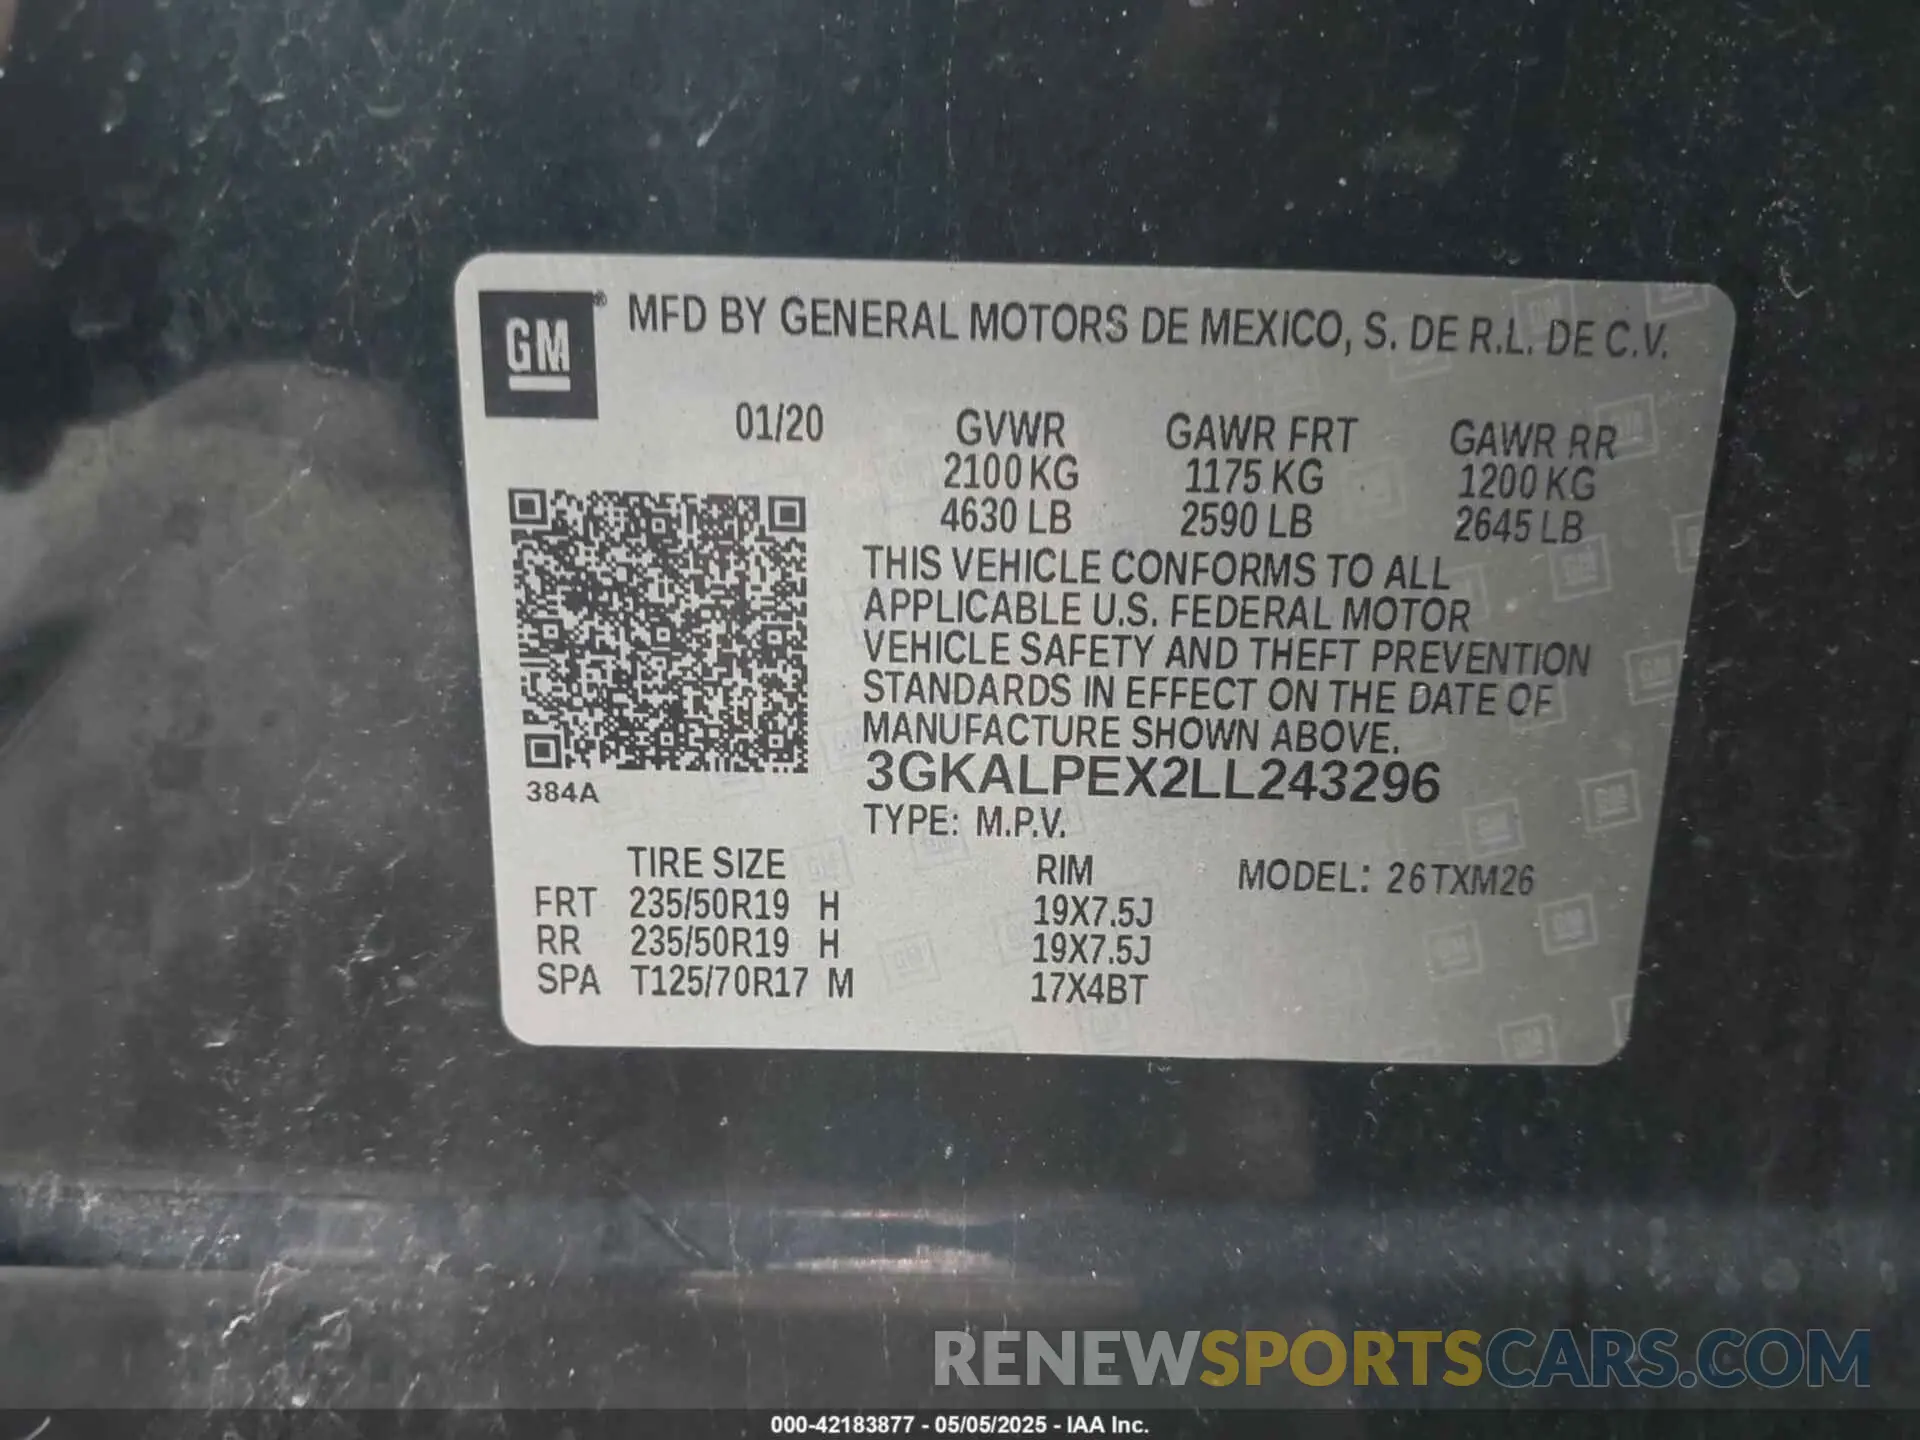 GM ® MFD BY GENERAL MOTORS DE MEXICO, S. DE R.L. DE C.V.
01/20 GVWR GAWR FRT GAWR RR
2100 KG 1175 KG 1200 KG
4630 LB 2590 LB 2645 LB
THIS VEHICLE CONFORMS TO ALL
APPLICABLE U.S. FEDERAL MOTOR
VEHICLE SAFETY AND THEFT PREVENTION
STANDARDS IN EFFECT ON THE DATE OF
MANUFACTURE SHOWN ABOVE.
3GKALPEX2LL243296
384A
TYPE: M.P.V.
TIRE SIZE RIM MODEL: 26TXM26
FRT 235/50R19 H 19X7.5J
RR 235/50R19 H 19X7.5J
SPA T125/70R17 M 17X4BT
RENEWSPORTSCARS.COM
000-42183877 - 05/05/2025 - IAA Inc.